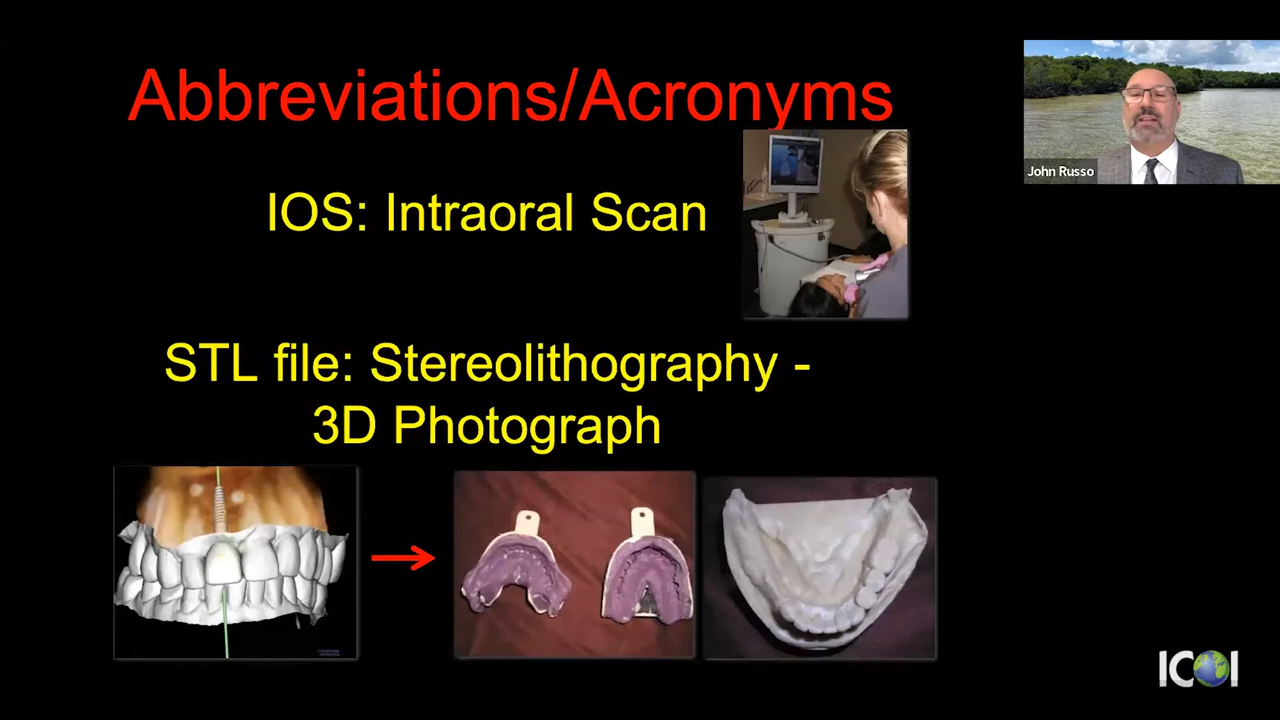 Abbreviations/Acronyms
IOS: Intraoral Scan
John Russo
STL file: Stereolithography -
3D Photograph
ICOI